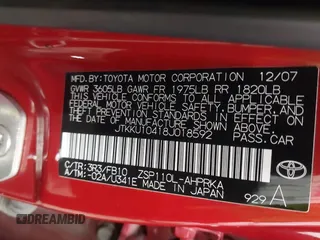 MFD. BY: TOYOTA MOTOR CORPORATION 12/07
GVWR 3605LB GAWR FR 1975LB RR 1820LB
THIS VEHICLE CONFORMS TO ALL APPLICABLE
FEDERAL MOTOR VEHICLE SAFETY, BUMPER, AND
THEFT PREVENTION STANDARDS IN EFFECT ON THE
DATE OF MANUFACTURE SHOWN ABOVE.
JTKKU10418J018592 PASS. CAR
C/TR: 3R3/FB10 ZSP110L-AHPRKA
A/TM: -02A/U341E MADE IN JAPAN 929 A
TOYOTA
DREAMBID